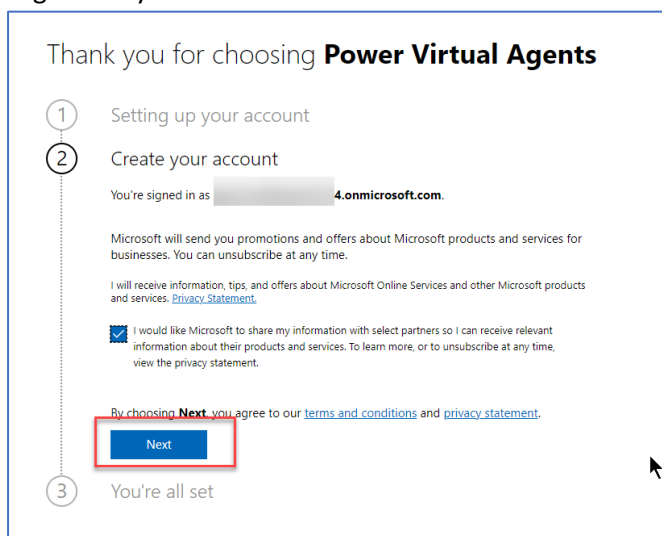 Thank you for choosing Power Virtual Agents
1 Setting up your account
2 Create your account
You're signed in as 4.onmicrosoft.com.
Microsoft will send you promotions and offers about Microsoft products and services for
businesses. You can unsubscribe at any time.
I will receive information, tips, and offers about Microsoft Online Services and other Microsoft products
and services. Privacy Statement.
I would like Microsoft to share my information with select partners so I can receive relevant
information about their products and services. To learn more, or to unsubscribe at any time,
view the privacy statement.
By choosing Next, you agree to our terms and conditions and privacy statement.
Next
3 You're all set